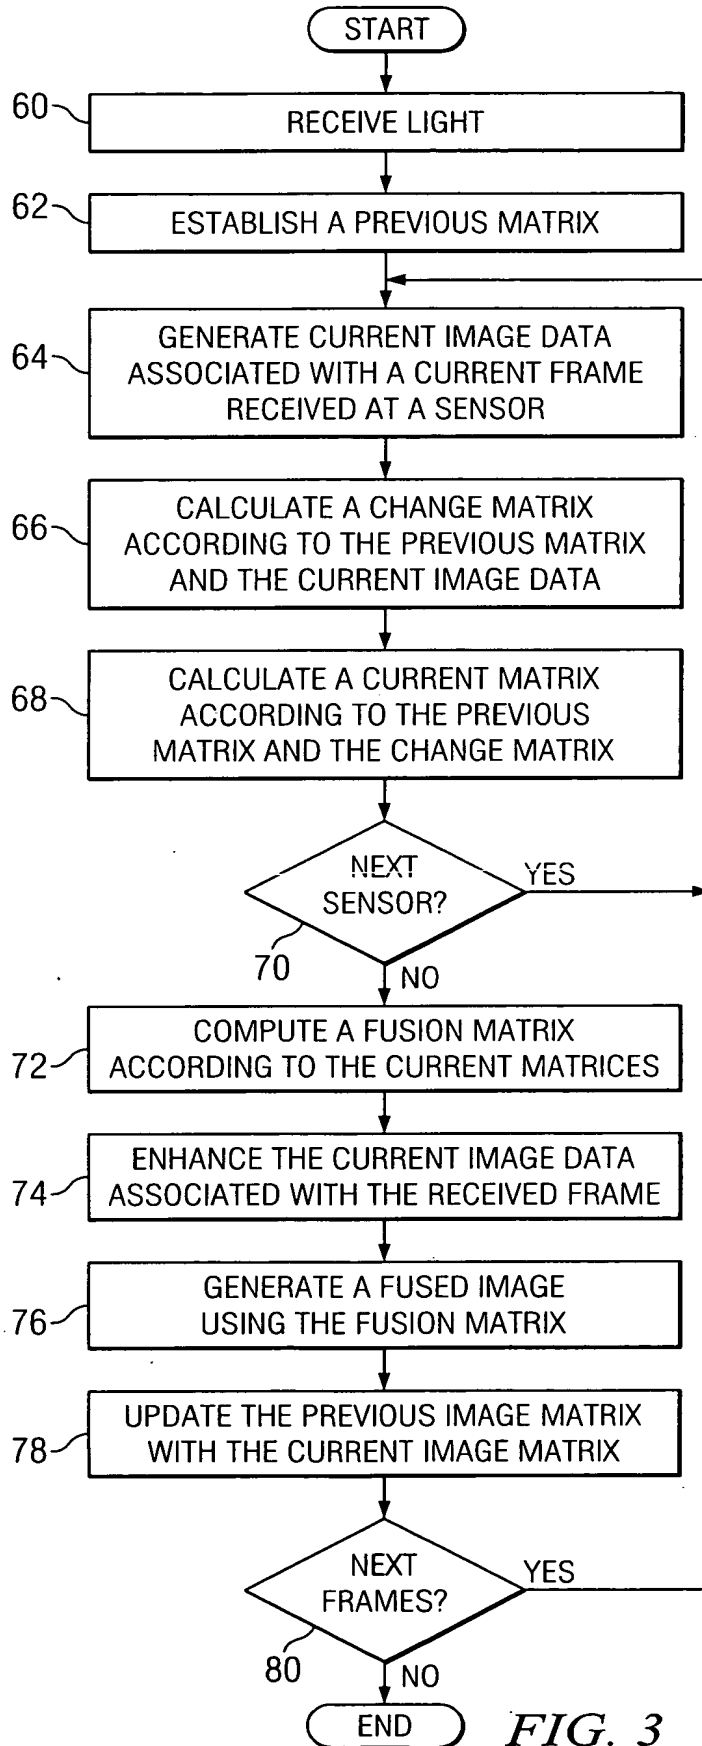 START
60
RECEIVE LIGHT
62
ESTABLISH A PREVIOUS MATRIX
64
GENERATE CURRENT IMAGE DATA
ASSOCIATED WITH A CURRENT FRAME
RECEIVED AT A SENSOR
66
CALCULATE A CHANGE MATRIX
ACCORDING TO THE PREVIOUS MATRIX
AND THE CURRENT IMAGE DATA
68
CALCULATE A CURRENT MATRIX
ACCORDING TO THE PREVIOUS
MATRIX AND THE CHANGE MATRIX
NEXT
SENSOR?
YES
70
NO
72
COMPUTE A FUSION MATRIX
ACCORDING TO THE CURRENT MATRICES
74
ENHANCE THE CURRENT IMAGE DATA
ASSOCIATED WITH THE RECEIVED FRAME
76
GENERATE A FUSED IMAGE
USING THE FUSION MATRIX
78
UPDATE THE PREVIOUS IMAGE MATRIX
WITH THE CURRENT IMAGE MATRIX
NEXT
FRAMES?
YES
80
NO
END
FIG. 3